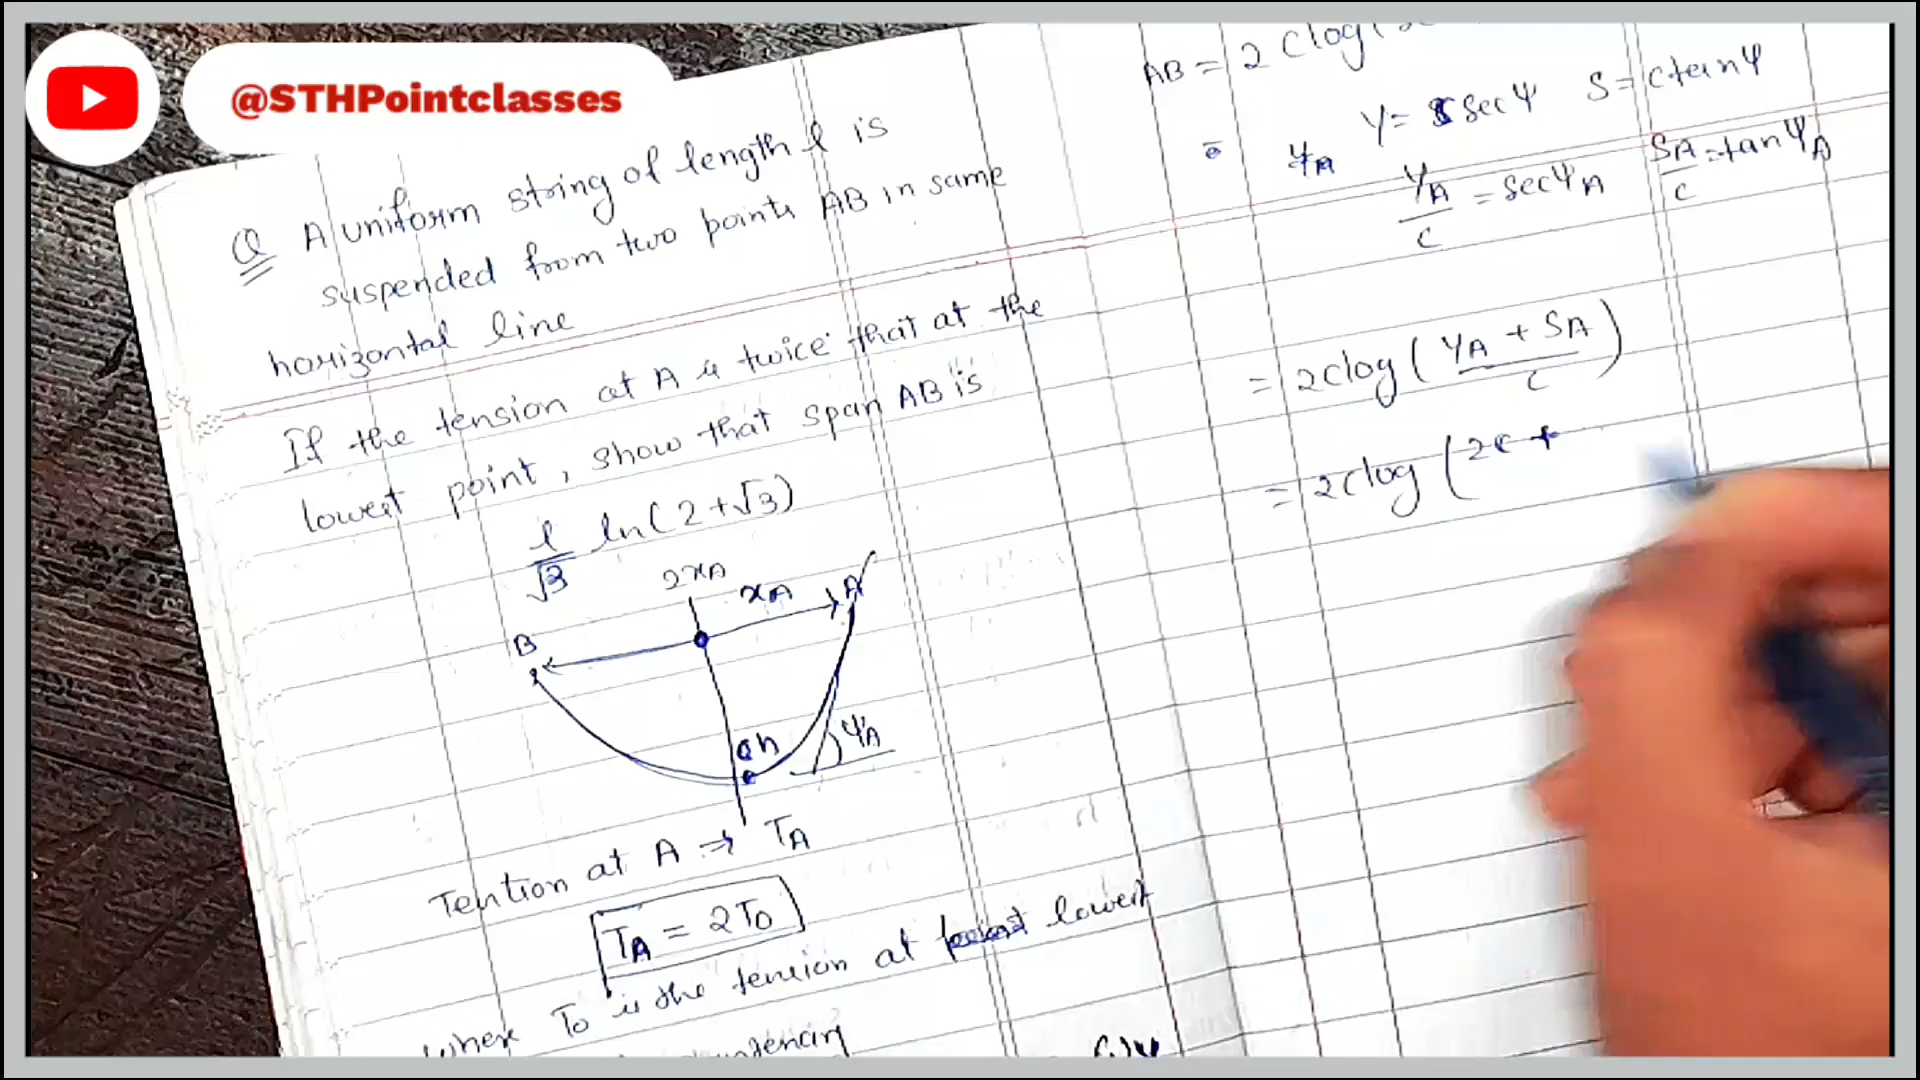 @STHPointclasses
Q A uniform string of length l is
suspended from two points AB in same
horizontal line
If the tension at A is twice that at the
lowest point, show that span AB is
l/√3 ln(2+√3)
2xA
xA
A
B
ψA
Tention at A ⇒ TA
TA = 2T0
where T0 is the tension at lowest
AB = 2 Clog(
Y= c sec ψ S = c tan ψ
YA
YA/c = sec ψA SA/c = tan ψA
= 2clog ( YA + SA / c )
= 2clog ( 2c +